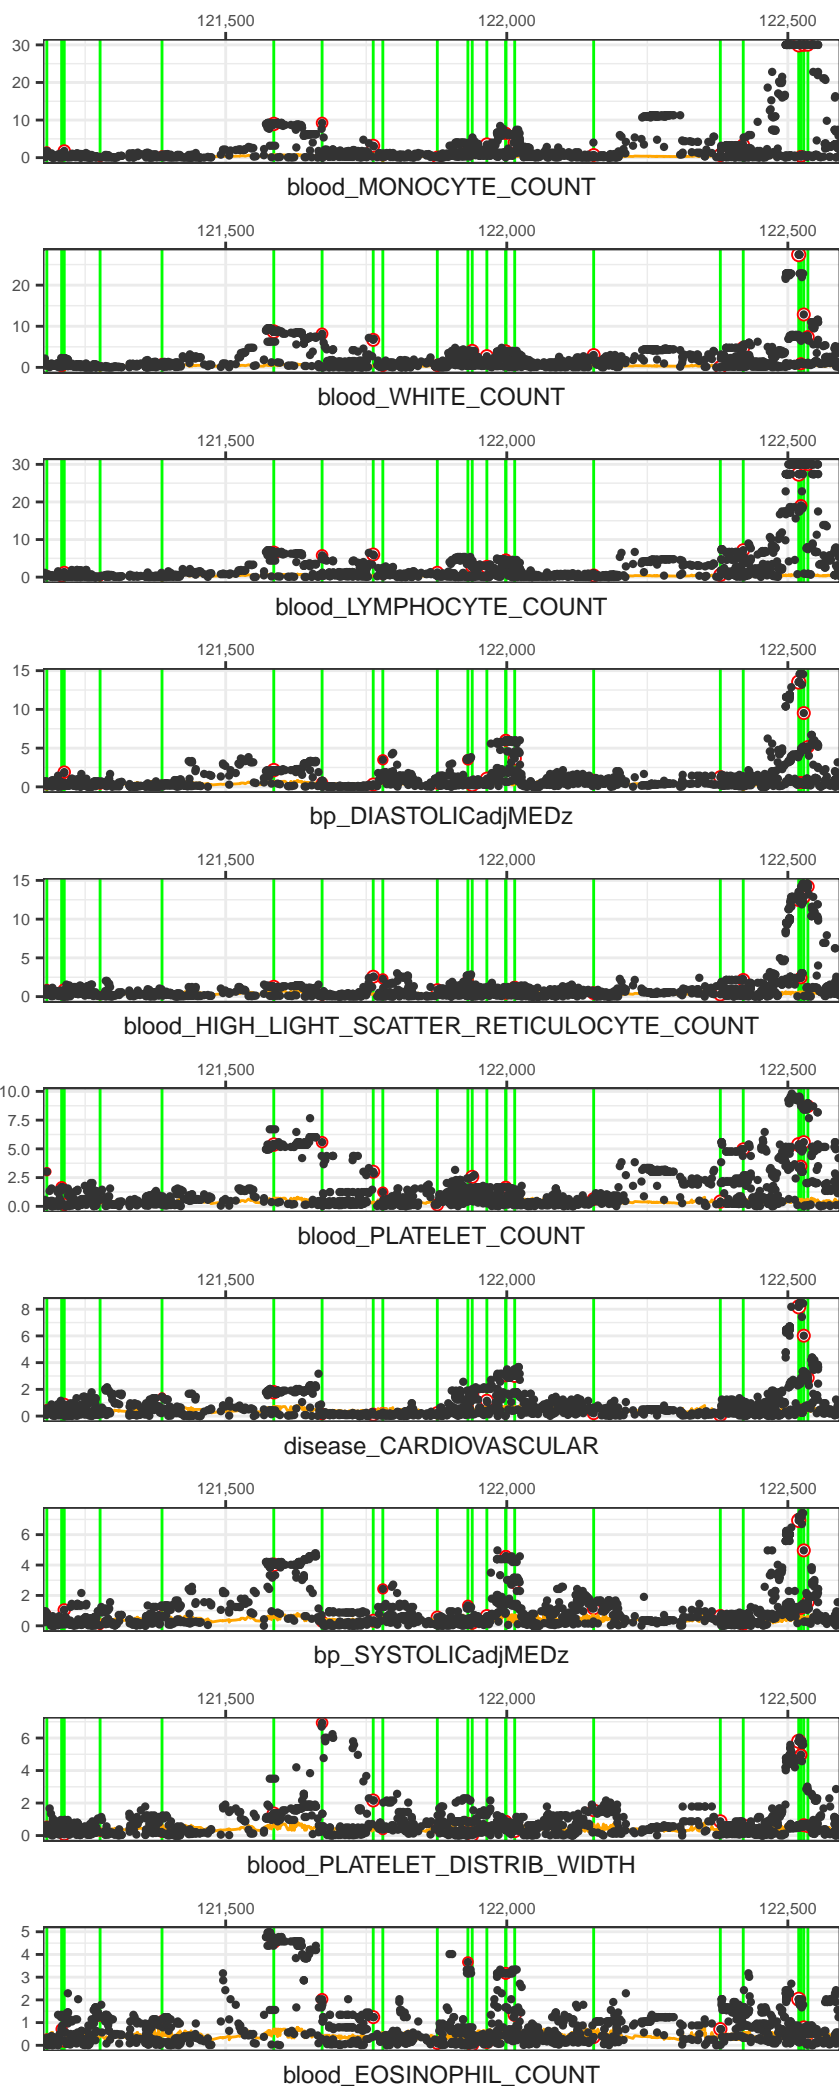 121,500 122,000 122,500
30
20
10
0
blood_MONOCYTE_COUNT
121,500 122,000 122,500
20
10
0
blood_WHITE_COUNT
121,500 122,000 122,500
30
20
10
0
blood_LYMPHOCYTE_COUNT
121,500 122,000 122,500
15
10
5
0
bp_DIASTOLICadjMEDz
121,500 122,000 122,500
15
10
5
0
blood_HIGH_LIGHT_SCATTER_RETICULOCYTE_COUNT
121,500 122,000 122,500
10.0
7.5
5.0
2.5
0.0
blood_PLATELET_COUNT
121,500 122,000 122,500
8
6
4
2
0
disease_CARDIOVASCULAR
121,500 122,000 122,500
6
4
2
0
bp_SYSTOLICadjMEDz
121,500 122,000 122,500
6
4
2
0
blood_PLATELET_DISTRIB_WIDTH
121,500 122,000 122,500
5
4
3
2
1
0
blood_EOSINOPHIL_COUNT